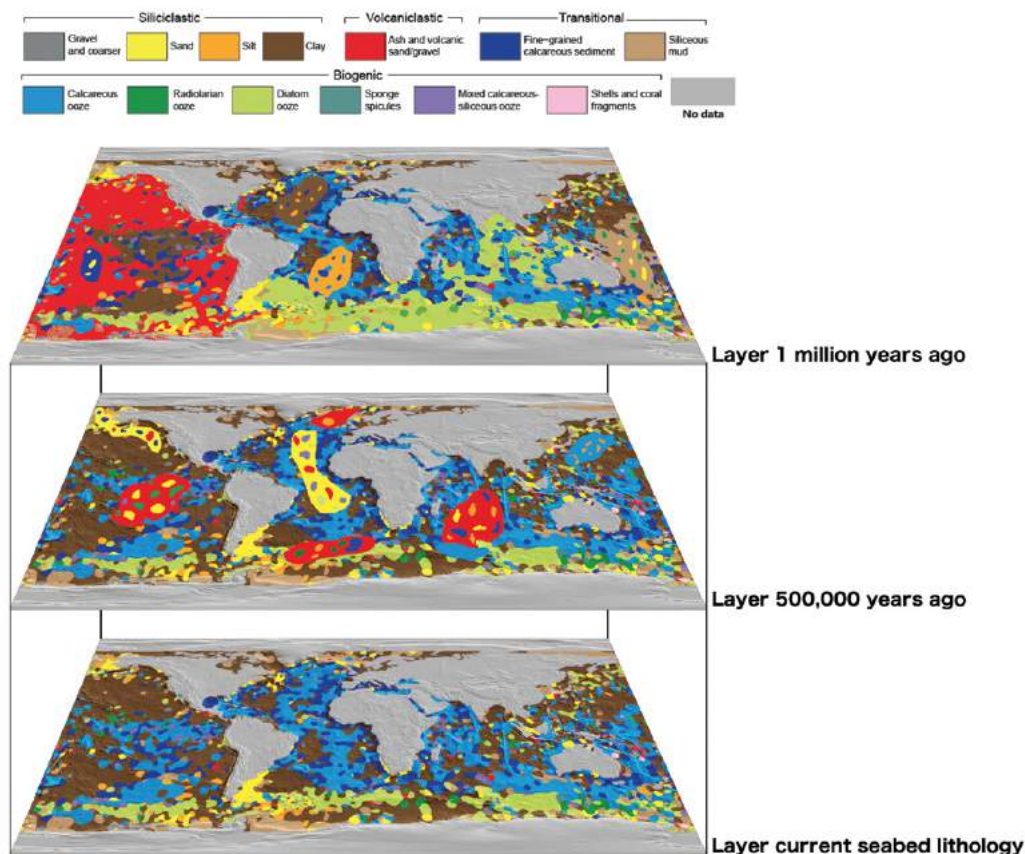 Siliciclastic
Volcaniclastic
Transitional
Gravel
and coarser
Sand
Silt
Clay
Ash and volcanic
sand/gravel
Fine-grained
calcareous sediment
Siliceous
mud
Biogenic
Calcareous
ooze
Radiolarian
ooze
Diatom
ooze
Sponge
spicules
Mixed calcareous-
siliceous ooze
Shells and coral
fragments
No data
Layer 1 million years ago
Layer 500,000 years ago
Layer current seabed lithology